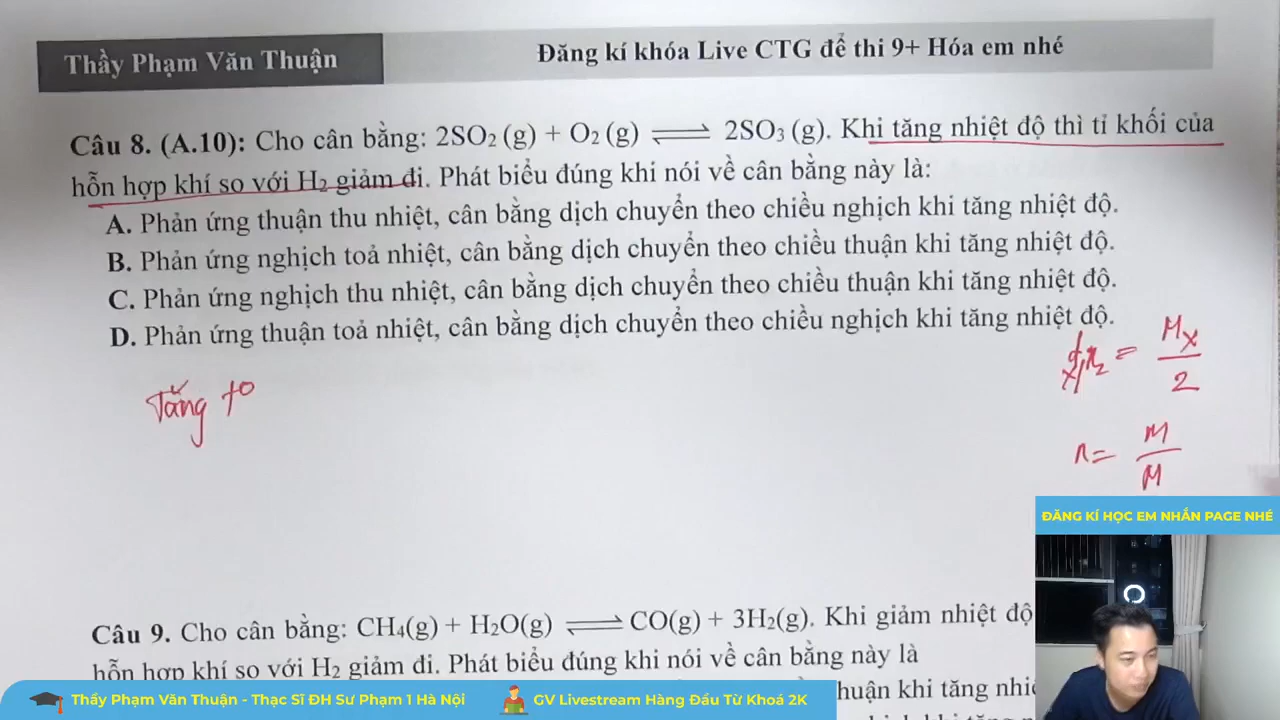 Thầy Phạm Văn Thuận
Đăng kí khóa Live CTG để thi 9+ Hóa em nhé
Câu 8. (A.10): Cho cân bằng: 2SO₂ (g) + O₂ (g) ⇌ 2SO₃ (g). Khi tăng nhiệt độ thì tỉ khối của
hỗn hợp khí so với H₂ giảm đi. Phát biểu đúng khi nói về cân bằng này là:
A. Phản ứng thuận thu nhiệt, cân bằng dịch chuyển theo chiều nghịch khi tăng nhiệt độ.
B. Phản ứng nghịch toả nhiệt, cân bằng dịch chuyển theo chiều thuận khi tăng nhiệt độ.
C. Phản ứng nghịch thu nhiệt, cân bằng dịch chuyển theo chiều thuận khi tăng nhiệt độ.
D. Phản ứng thuận toả nhiệt, cân bằng dịch chuyển theo chiều nghịch khi tăng nhiệt độ.
d X/H₂ = Mₓ / 2
Tăng t°
n = m / M
ĐĂNG KÍ HỌC EM NHẮN PAGE NHÉ
Câu 9. Cho cân bằng: CH₄(g) + H₂O(g) ⇌ CO(g) + 3H₂(g). Khi giảm nhiệt độ
hỗn hợp khí so với H₂ giảm đi. Phát biểu đúng khi nói về cân bằng này là
huận khi tăng nhiệ
Thầy Phạm Văn Thuận - Thạc Sĩ ĐH Sư Phạm 1 Hà Nội
GV Livestream Hàng Đầu Từ Khoá 2K